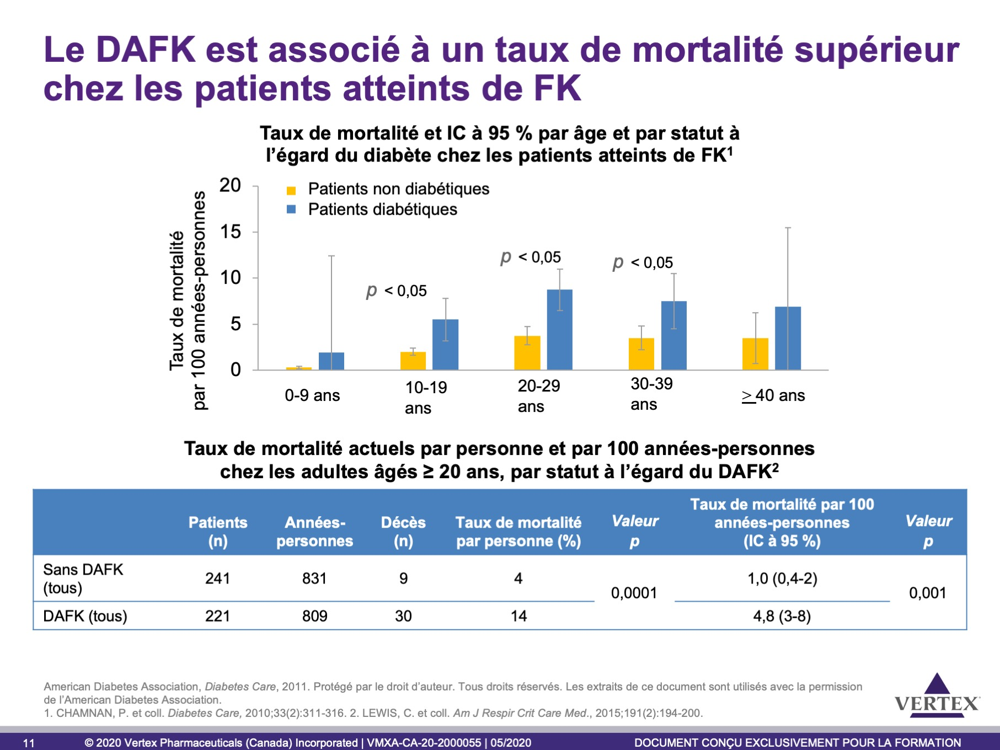 Le DAFK est associé à un taux de mortalité supérieur
chez les patients atteints de FK
Taux de mortalité et IC à 95 % par âge et par statut à
l’égard du diabète chez les patients atteints de FK¹
Taux de mortalité
par 100 années-personnes
20
15
10
5
0
Patients non diabétiques
Patients diabétiques
p < 0,05
p < 0,05
p < 0,05
0-9 ans
10-19
ans
20-29
ans
30-39
ans
≥ 40 ans
Taux de mortalité actuels par personne et par 100 années-personnes
chez les adultes âgés ≥ 20 ans, par statut à l’égard du DAFK²
Patients
(n)
Années-
personnes
Décès
(n)
Taux de mortalité
par personne (%)
Valeur
p
Taux de mortalité par 100
années-personnes
(IC à 95 %)
Valeur
p
Sans DAFK
(tous)
241
831
9
4
0,0001
1,0 (0,4-2)
0,001
DAFK (tous)
221
809
30
14
4,8 (3-8)
American Diabetes Association, Diabetes Care, 2011. Protégé par le droit d’auteur. Tous droits réservés. Les extraits de ce document sont utilisés avec la permission
de l’American Diabetes Association.
1. CHAMNAN, P. et coll. Diabetes Care, 2010;33(2):311-316. 2. LEWIS, C. et coll. Am J Respir Crit Care Med., 2015;191(2):194-200.
VERTEX
11
© 2020 Vertex Pharmaceuticals (Canada) Incorporated | VMXA-CA-20-2000055 | 05/2020
DOCUMENT CONÇU EXCLUSIVEMENT POUR LA FORMATION